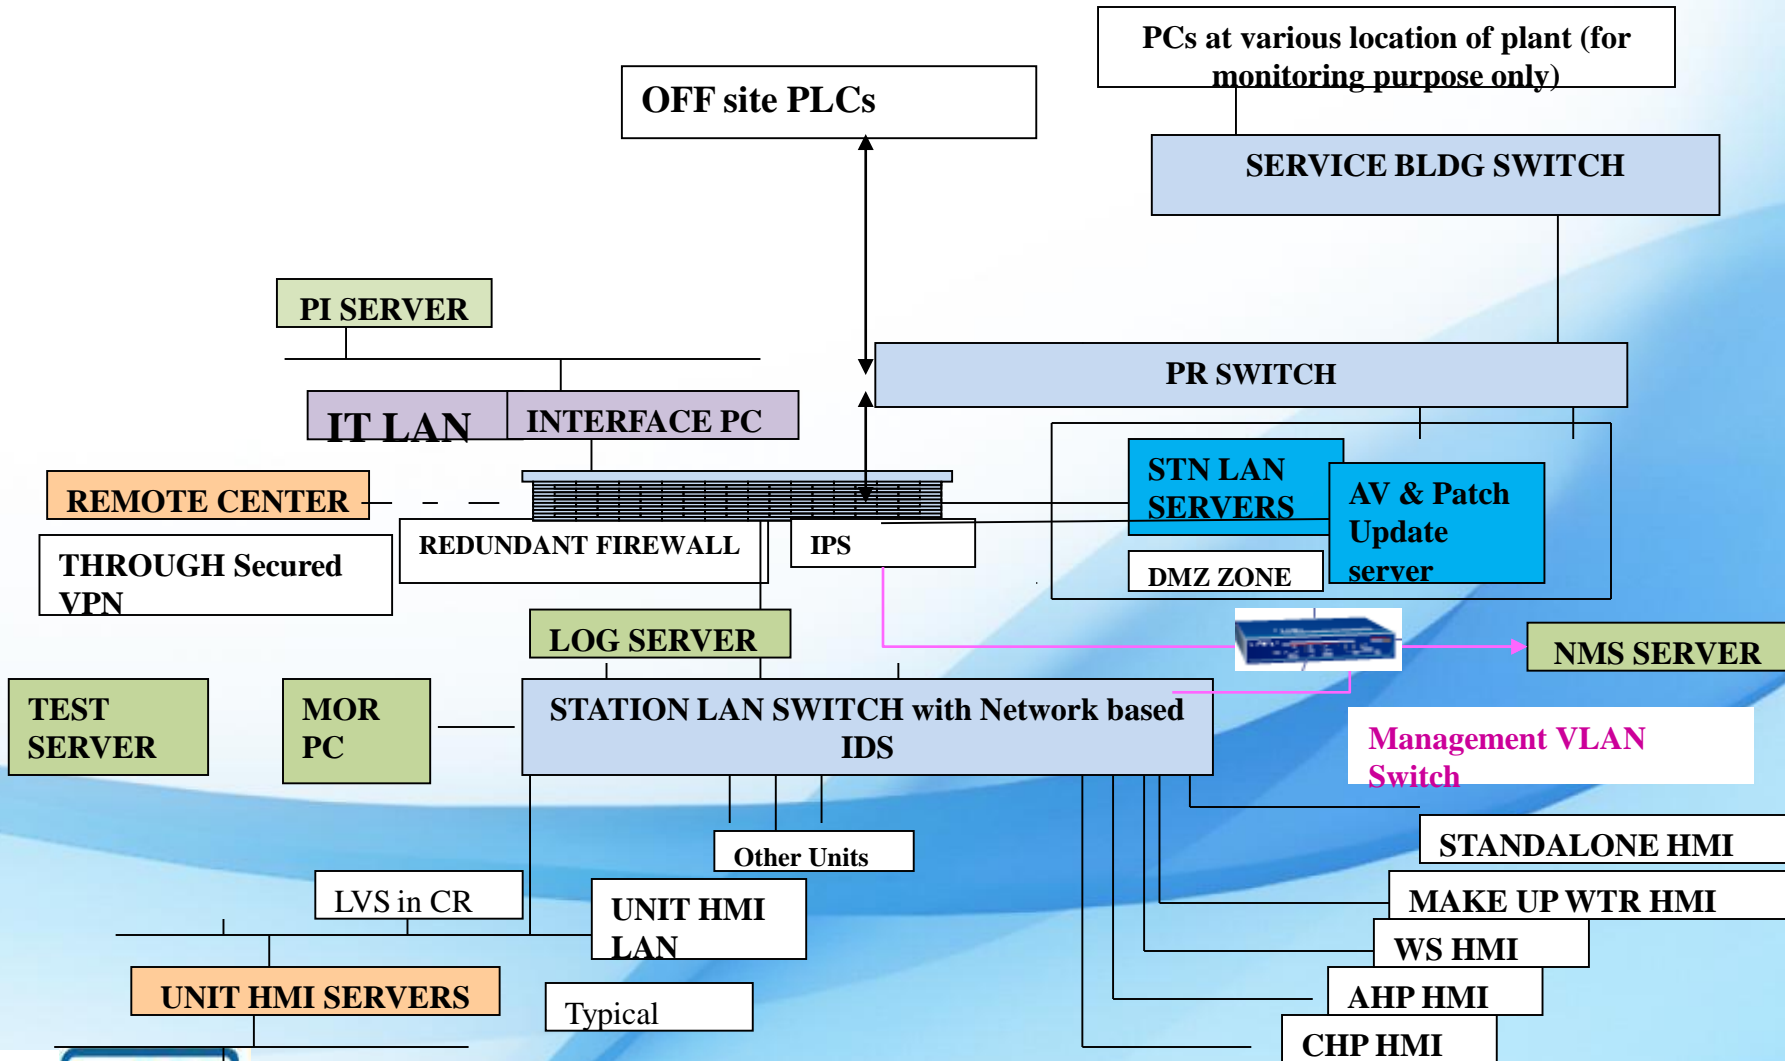 PCs at various location of plant (for
monitoring purpose only)
OFF site PLCs
SERVICE BLDG SWITCH
PI SERVER
PR SWITCH
IT LAN
INTERFACE PC
STN LAN
SERVERS
AV & Patch
Update
server
REMOTE CENTER
REDUNDANT FIREWALL
IPS
THROUGH Secured
VPN
DMZ ZONE
LOG SERVER
NMS SERVER
TEST
SERVER
MOR
PC
STATION LAN SWITCH with Network based
IDS
Management VLAN
Switch
Other Units
STANDALONE HMI
LVS in CR
UNIT HMI
LAN
MAKE UP WTR HMI
WS HMI
UNIT HMI SERVERS
Typical
AHP HMI
CHP HMI